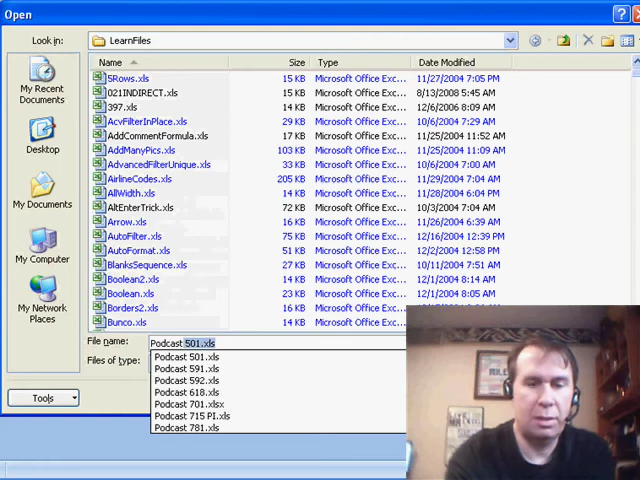 Open
Look in: LearnFiles
Name Size Type Date Modified
5Rows.xls 15 KB Microsoft Office Exc... 11/27/2004 7:05 PM
021INDIRECT.xls 15 KB Microsoft Office Exc... 8/13/2008 5:45 AM
397.xls 14 KB Microsoft Office Exc... 12/6/2006 8:09 AM
AcvFilterInPlace.xls 29 KB Microsoft Office Exc... 10/6/2004 7:29 AM
AddCommentFormula.xls 17 KB Microsoft Office Exc... 11/25/2004 11:52 AM
AddManyPics.xls 103 KB Microsoft Office Exc... 11/25/2004 11:09 AM
AdvancedFilterUnique.xls 33 KB Microsoft Office Exc... 10/6/2004 7:00 AM
AirlineCodes.xls 205 KB Microsoft Office Exc... 11/29/2004 7:04 AM
AllWidth.xls 14 KB Microsoft Office Exc... 11/28/2004 6:04 PM
AltEnterTrick.xls 72 KB Microsoft Office Exc... 10/3/2004 7:04 AM
Arrow.xls 16 KB Microsoft Office Exc... 11/26/2004 6:39 AM
AutoFilter.xls 75 KB Microsoft Office Exc... 12/16/2004 12:39 PM
AutoFormat.xls 51 KB Microsoft Office Exc... 12/2/2004 12:58 PM
BlanksSequence.xls 27 KB Microsoft Office Exc... 10/11/2004 7:51 AM
Boolean2.xls 14 KB Microsoft Office Exc... 12/1/2004 8:14 AM
Boolean.xls 23 KB Microsoft Office Exc... 12/1/2004 8:05 AM
Borders2.xls 17 KB Microsoft Office Exc...
Bunco.xls 14 KB Microsoft Office Exc...
My Recent
Documents
Desktop
My Documents
My Computer
My Network
Places
File name: Podcast 501.xls
Files of type:
Podcast 501.xls
Podcast 591.xls
Podcast 592.xls
Podcast 618.xls
Podcast 701.xlsx
Podcast 715 PI.xls
Podcast 781.xls
Tools